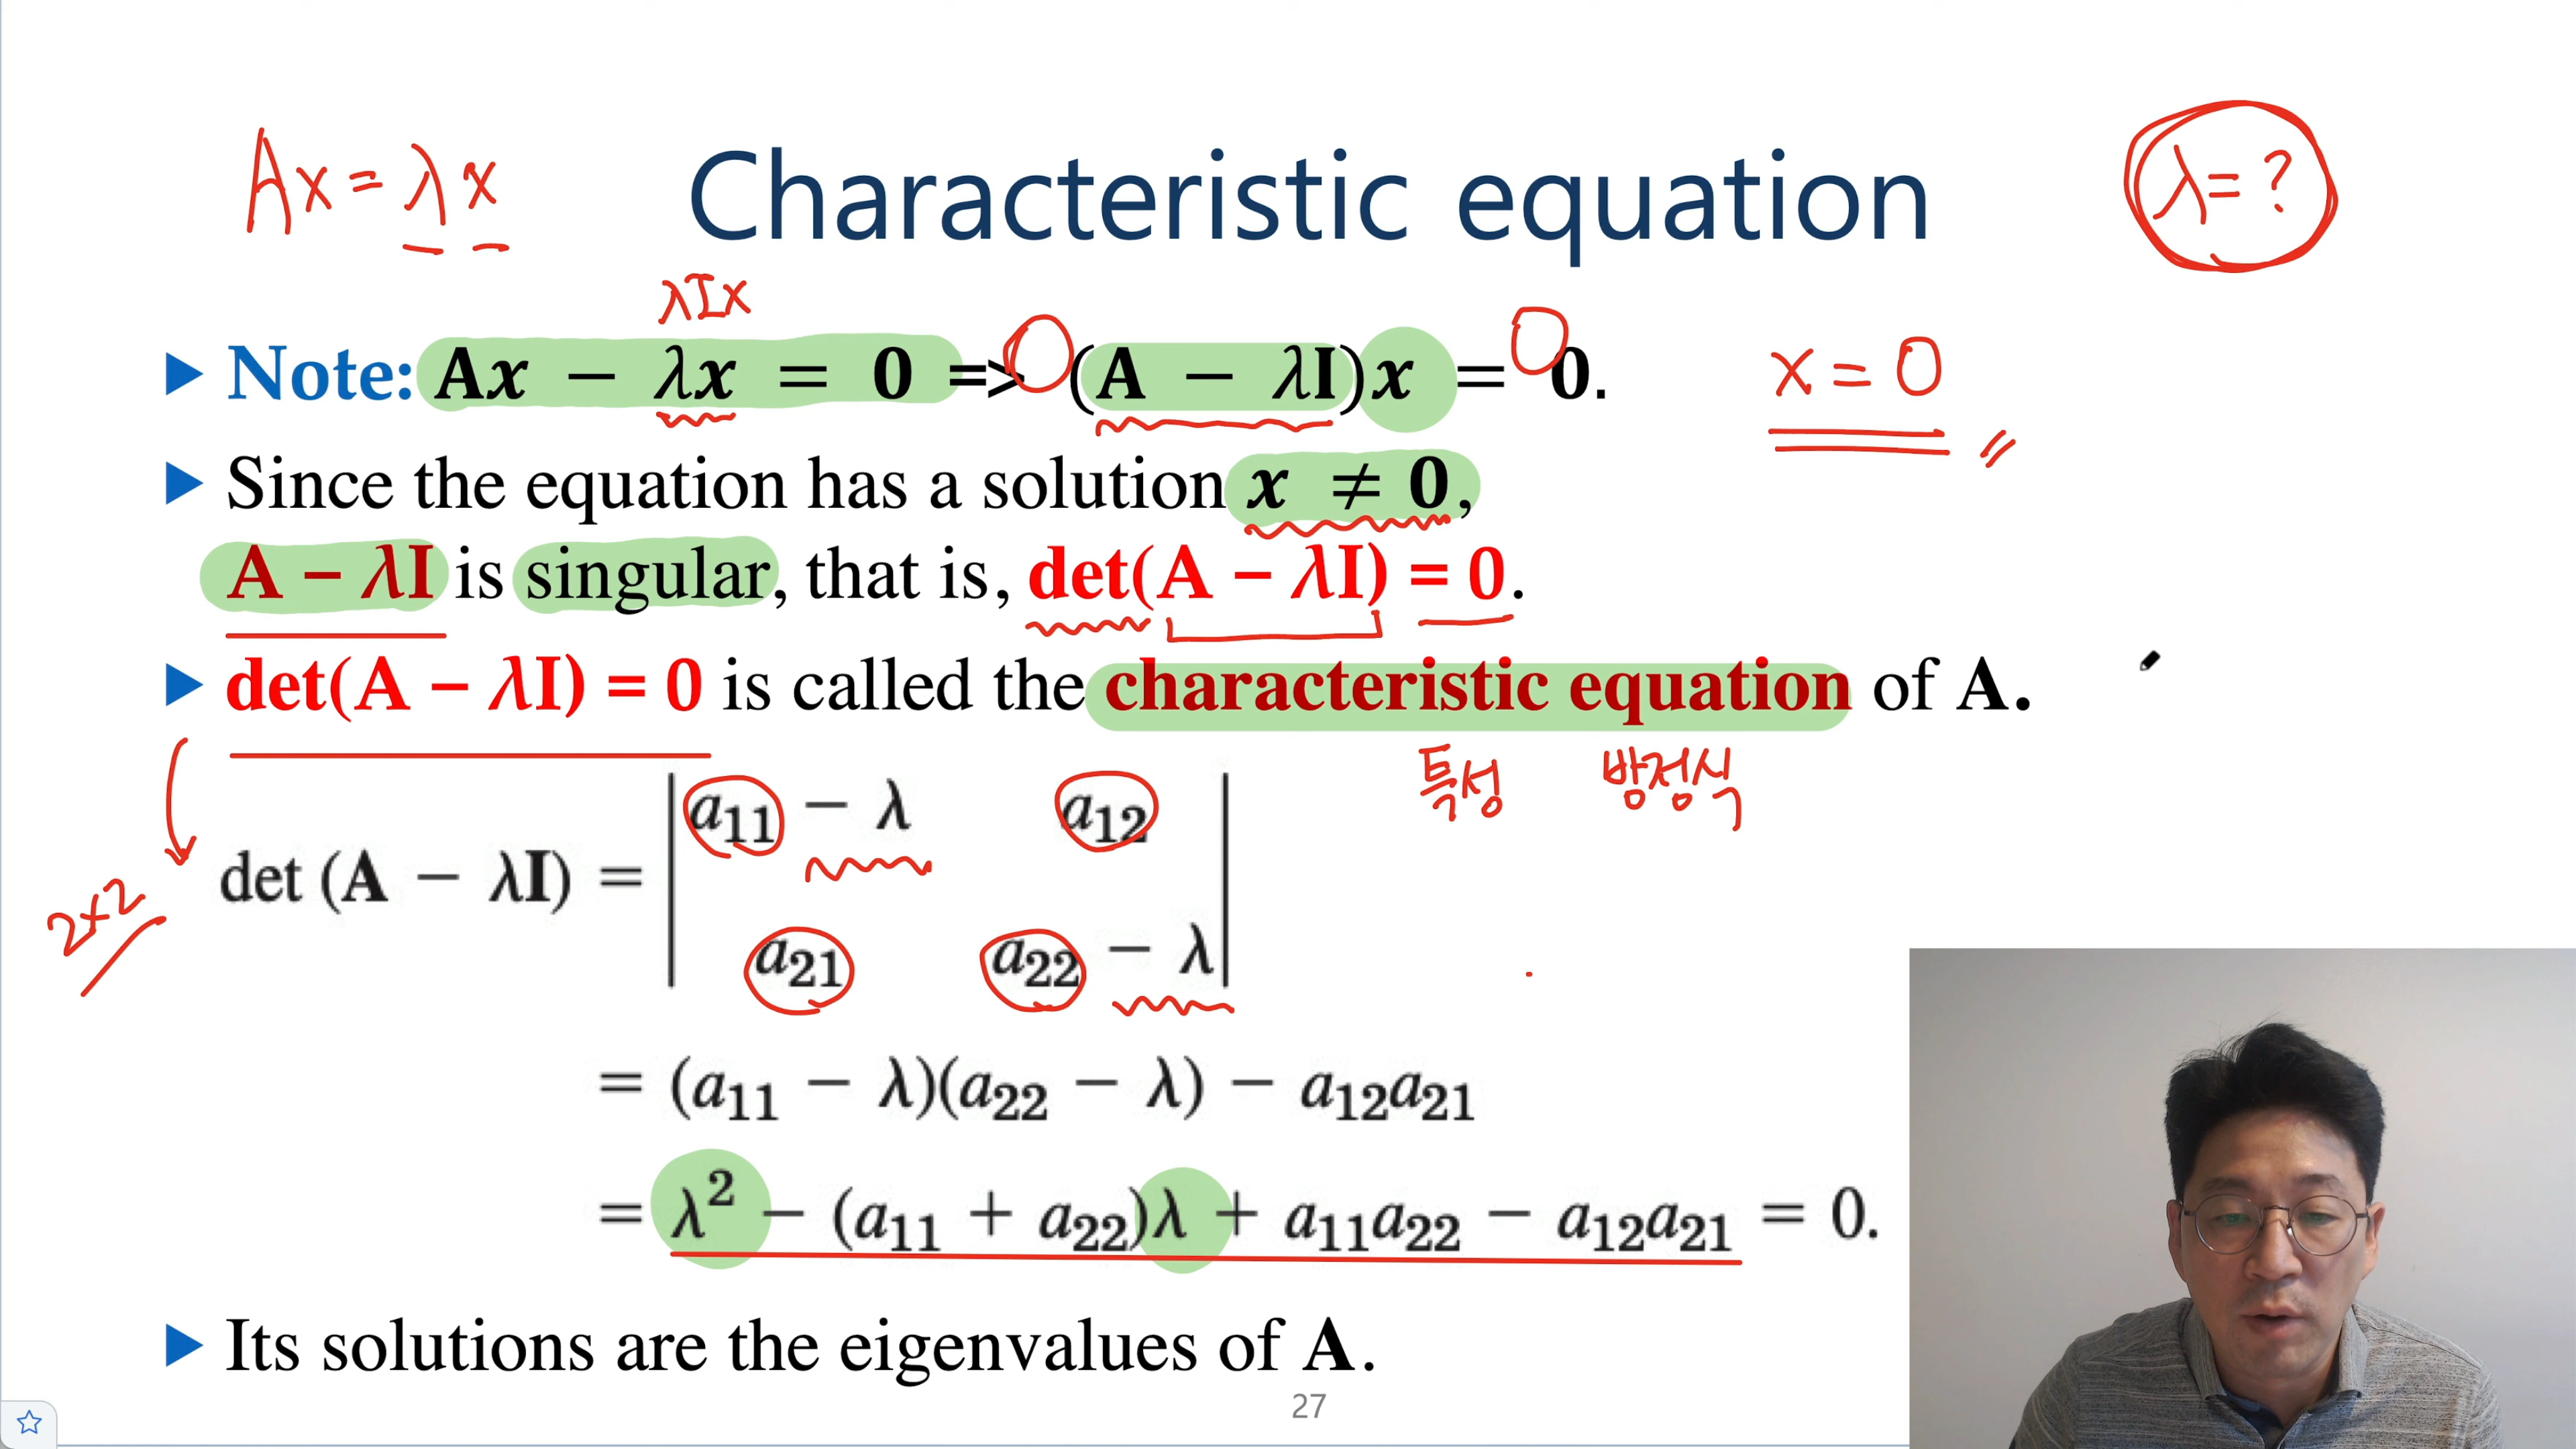 Ax = λx
Characteristic equation
λ = ?
λIx
Note: Ax − λx = 0 => (A − λI)x = 0.
0
0
x = 0
Since the equation has a solution x ≠ 0,
A − λI is singular, that is, det(A − λI) = 0.
det(A − λI) = 0 is called the characteristic equation of A.
특성 방정식
2×2
det (A − λI) = | a11 − λ a12
a21 a22 − λ |
= (a11 − λ)(a22 − λ) − a12a21
= λ² − (a11 + a22)λ + a11a22 − a12a21 = 0.
Its solutions are the eigenvalues of A.
27